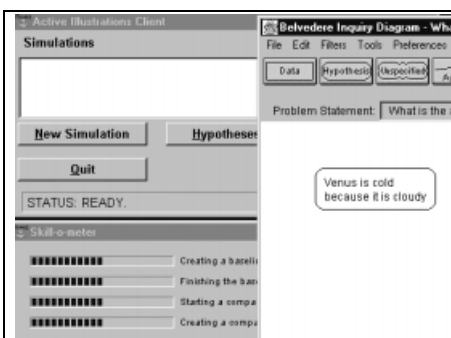 Active Illustrations Client
Simulations
New Simulation
Hypotheses
Quit
STATUS: READY.
Skill-o-meter
Creating a baseli
Finishing the base
Starting a compa
Creating a compa
Belvedere Inquiry Diagram - Wha
File Edit Filters Tools Preferences
Data
Hypothesis
Unspecified
Problem Statement: What is the
Venus is cold
because it is cloudy